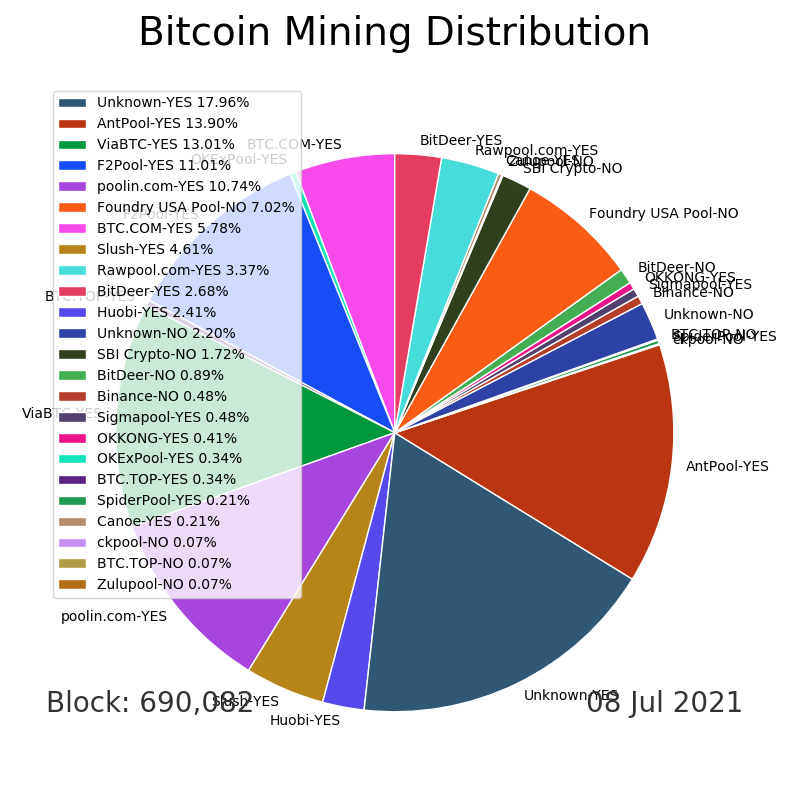 Bitcoin Mining Distribution
Unknown-YES 17.96%
AntPool-YES 13.90%
ViaBTC-YES 13.01%
F2Pool-YES 11.01%
poolin.com-YES 10.74%
Foundry USA Pool-NO 7.02%
BTC.COM-YES 5.78%
Slush-YES 4.61%
Rawpool.com-YES 3.37%
BitDeer-YES 2.68%
Huobi-YES 2.41%
Unknown-NO 2.20%
SBI Crypto-NO 1.72%
BitDeer-NO 0.89%
Binance-NO 0.48%
Sigmapool-YES 0.48%
OKKONG-YES 0.41%
OKExPool-YES 0.34%
BTC.TOP-YES 0.34%
SpiderPool-YES 0.21%
Canoe-YES 0.21%
ckpool-NO 0.07%
BTC.TOP-NO 0.07%
Zulupool-NO 0.07%
BTC.COM-YES
OKExPool-YES
F2Pool-YES
BTC.TOP-YES
ViaBTC-YES
poolin.com-YES
Slush-YES
Huobi-YES
BitDeer-YES
Rawpool.com-YES
Canoe-YES
Zulupool-NO
SBI Crypto-NO
Foundry USA Pool-NO
BitDeer-NO
OKKONG-YES
Sigmapool-YES
Binance-NO
Unknown-NO
BTC.TOP-NO
SpiderPool-YES
ckpool-NO
AntPool-YES
Unknown-YES
Block: 690,082
08 Jul 2021